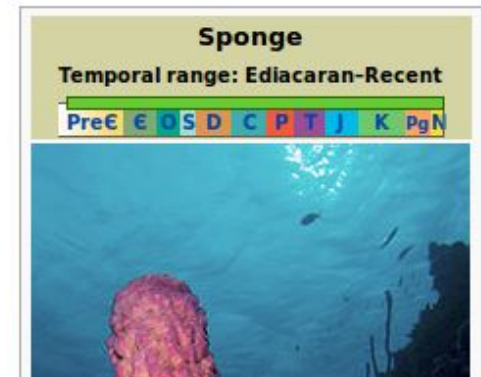 Sponge
Temporal range: Ediacaran–Recent
PreЄ Є O S D C P T J K Pg N